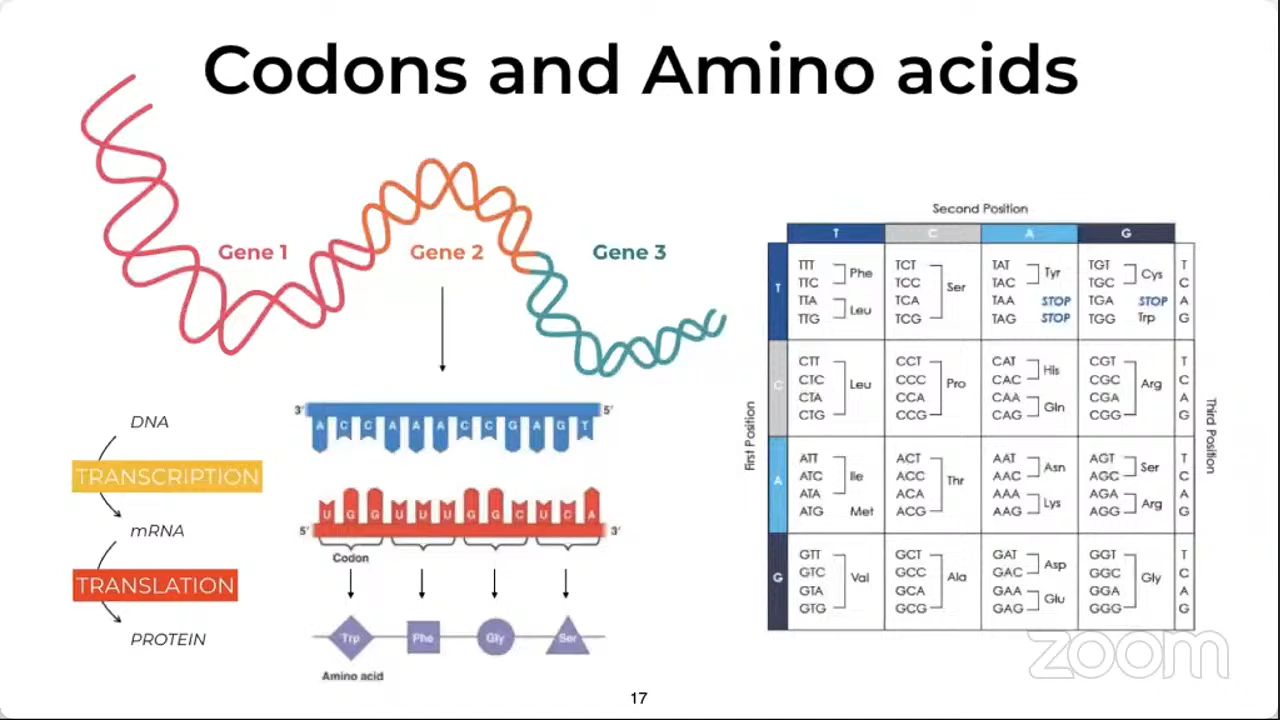 Codons and Amino acids
Gene 1
Gene 2
Gene 3
DNA
TRANSCRIPTION
mRNA
TRANSLATION
PROTEIN
3' 5'
A C C A A A C C G A G T
U G G U U U G G C U C A
5' 3'
Codon
Trp Phe Gly Ser
Amino acid
Second Position
T C A G
First Position
Third Position
T
TTT Phe TCT Ser TAT Tyr TGT Cys T
TTC TCC TAC TGC C
TTA Leu TCA TAA STOP TGA STOP A
TTG TCG TAG STOP TGG Trp G
C
CTT Leu CCT Pro CAT His CGT Arg T
CTC CCC CAC CGC C
CTA CCA CAA Gln CGA A
CTG CCG CAG CGG G
A
ATT Ile ACT Thr AAT Asn AGT Ser T
ATC ACC AAC AGC C
ATA ACA AAA Lys AGA Arg A
ATG Met ACG AAG AGG G
G
GTT Val GCT Ala GAT Asp GGT Gly T
GTC GCC GAC GGC C
GTA GCA GAA Glu GGA A
GTG GCG GAG GGG G
zoom
17